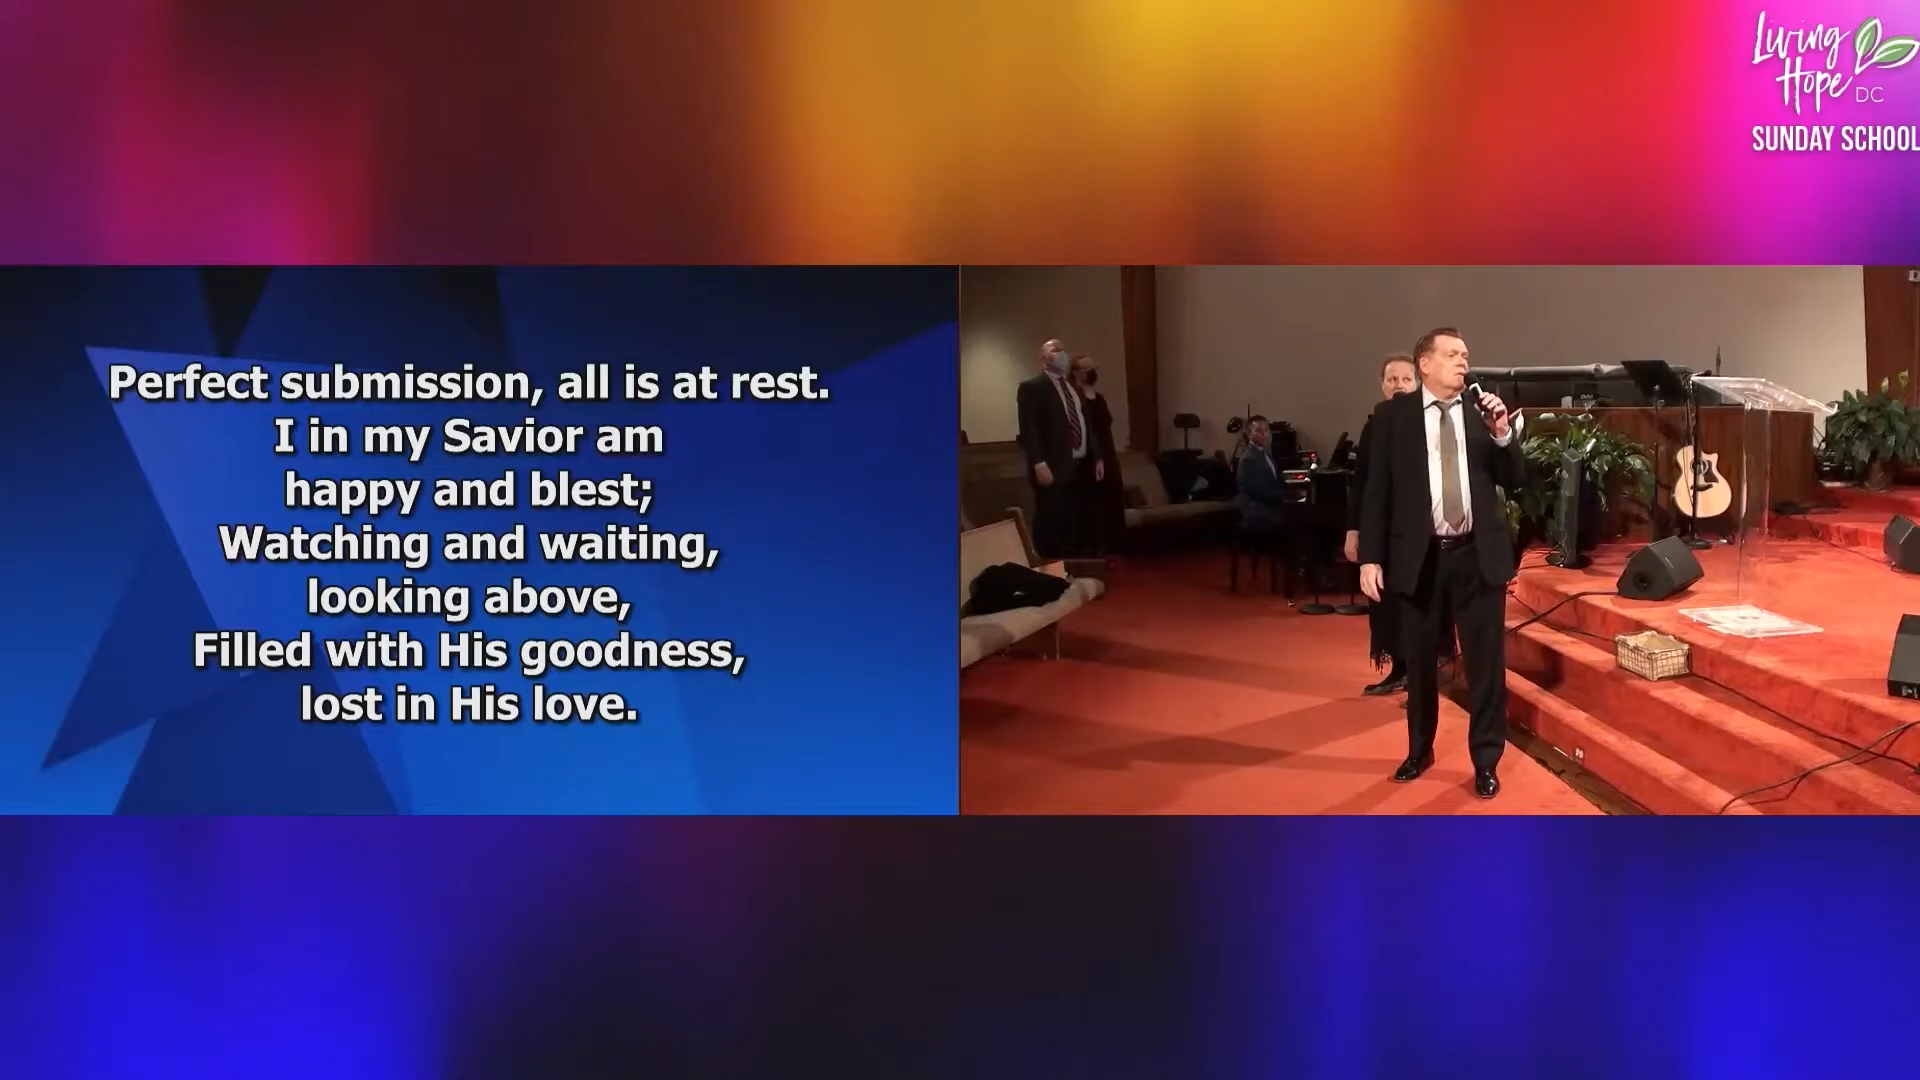 Living
Hope
DC
SUNDAY SCHOOL
Perfect submission, all is at rest.
I in my Savior am
happy and blest;
Watching and waiting,
looking above,
Filled with His goodness,
lost in His love.